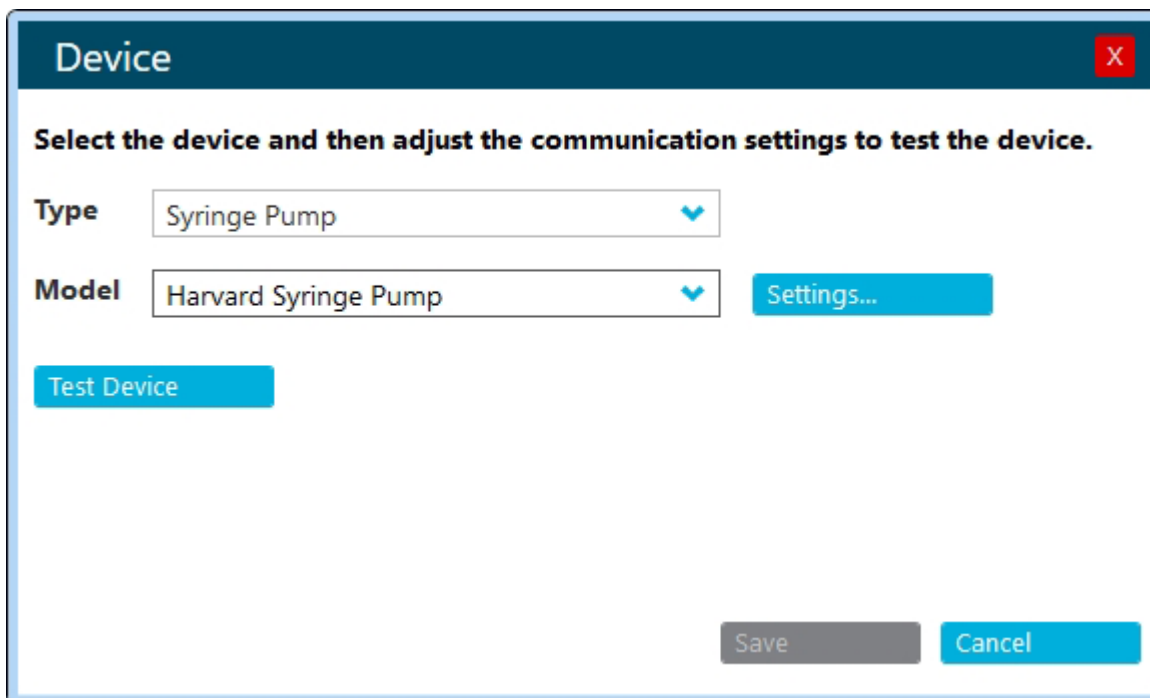 Device
X
Select the device and then adjust the communication settings to test the device.
Type Syringe Pump
Model Harvard Syringe Pump Settings...
Test Device
Save Cancel